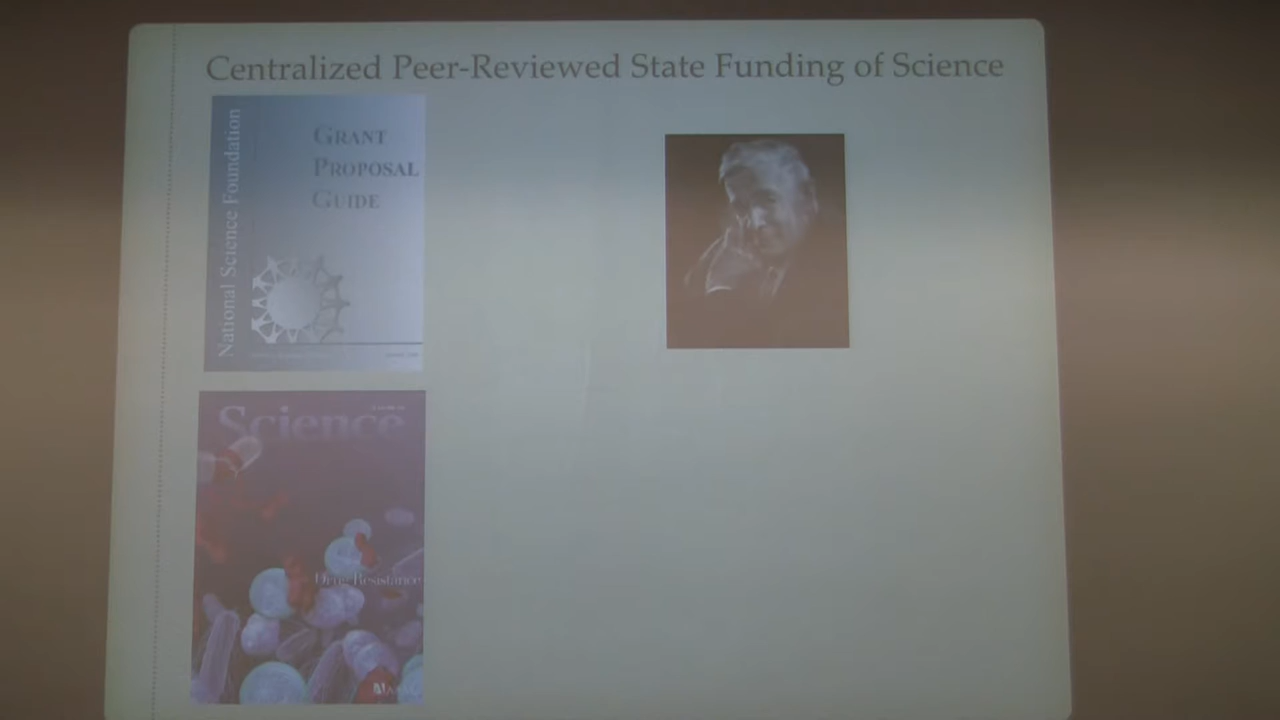 Centralized Peer-Reviewed State Funding of Science
National Science Foundation
GRANT
PROPOSAL
GUIDE
Science
Drug Resistance